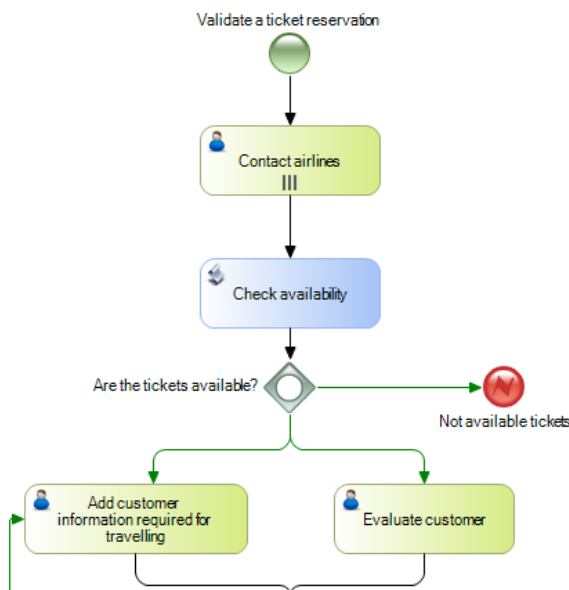 Validate a ticket reservation
Contact airlines
Check availability
Are the tickets available?
Not available tickets
Add customer
information required for
travelling
Evaluate customer